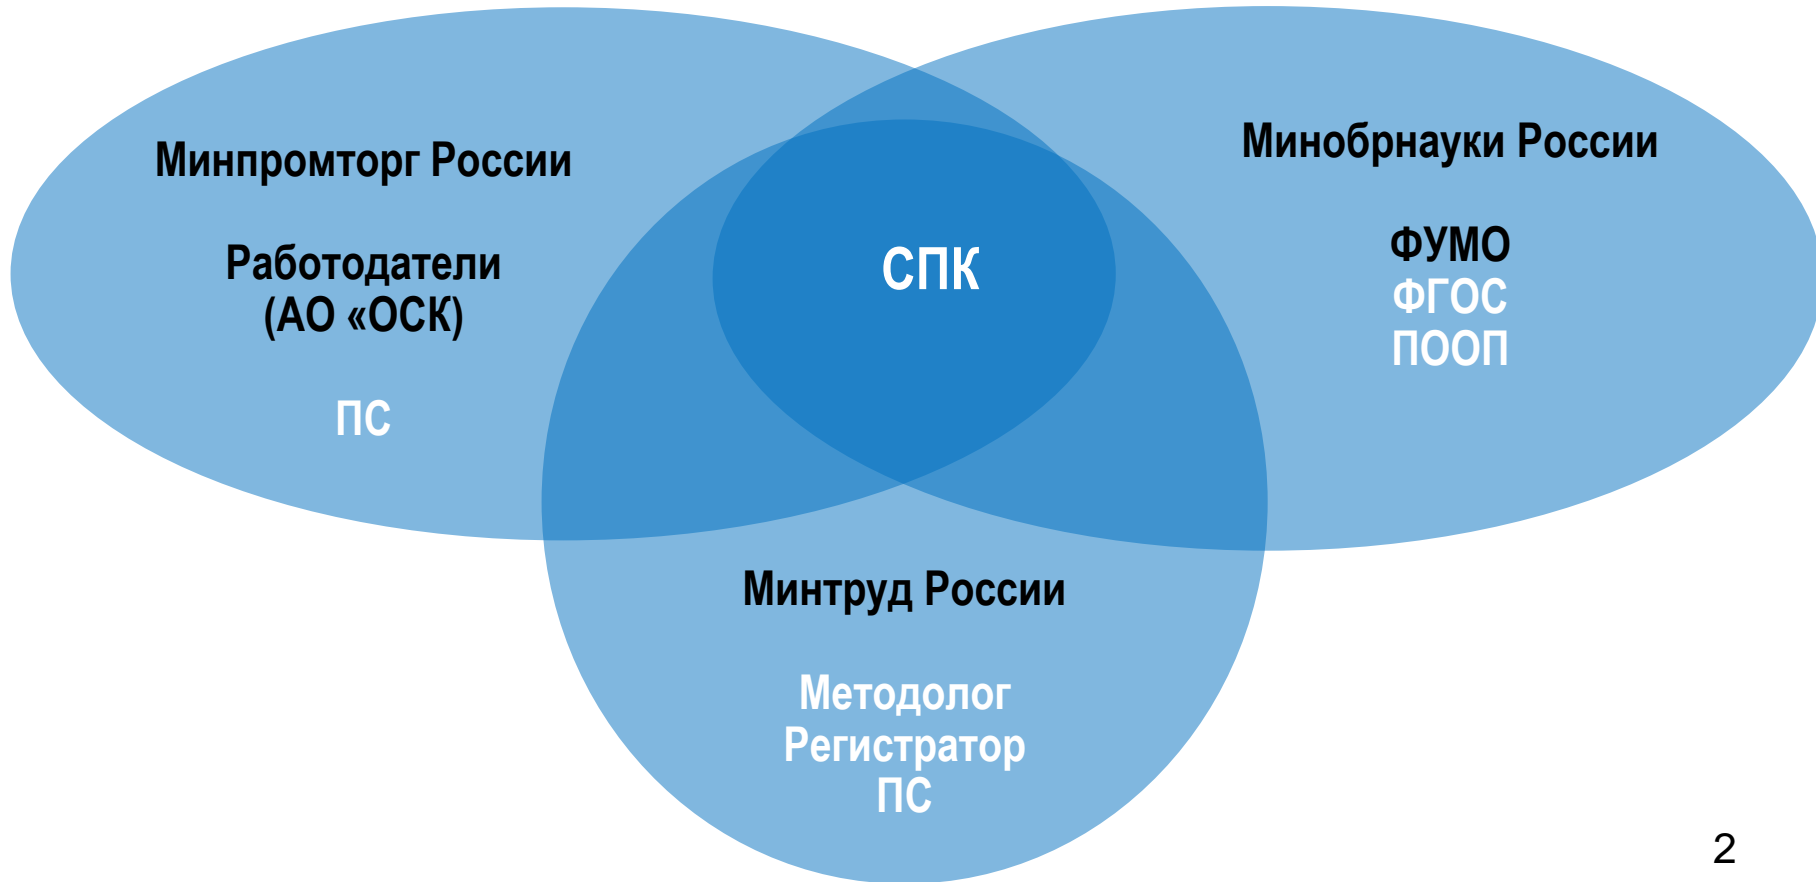 Минпромторг России
Работодатели
(АО «ОСК)
ПС
СПК
Минобрнауки России
ФУМО
ФГОС
ПООП
Минтруд России
Методолог
Регистратор
ПС
2